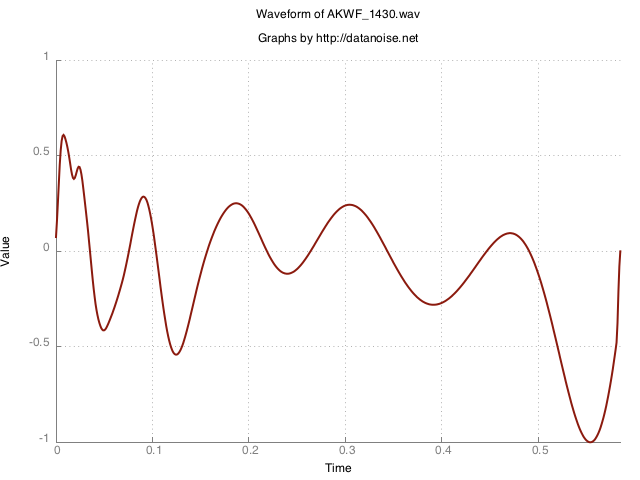 Waveform of AKWF_1430.wav
Graphs by http://datanoise.net
1
0.5
0
-0.5
-1
Value
0 0.1 0.2 0.3 0.4 0.5
Time